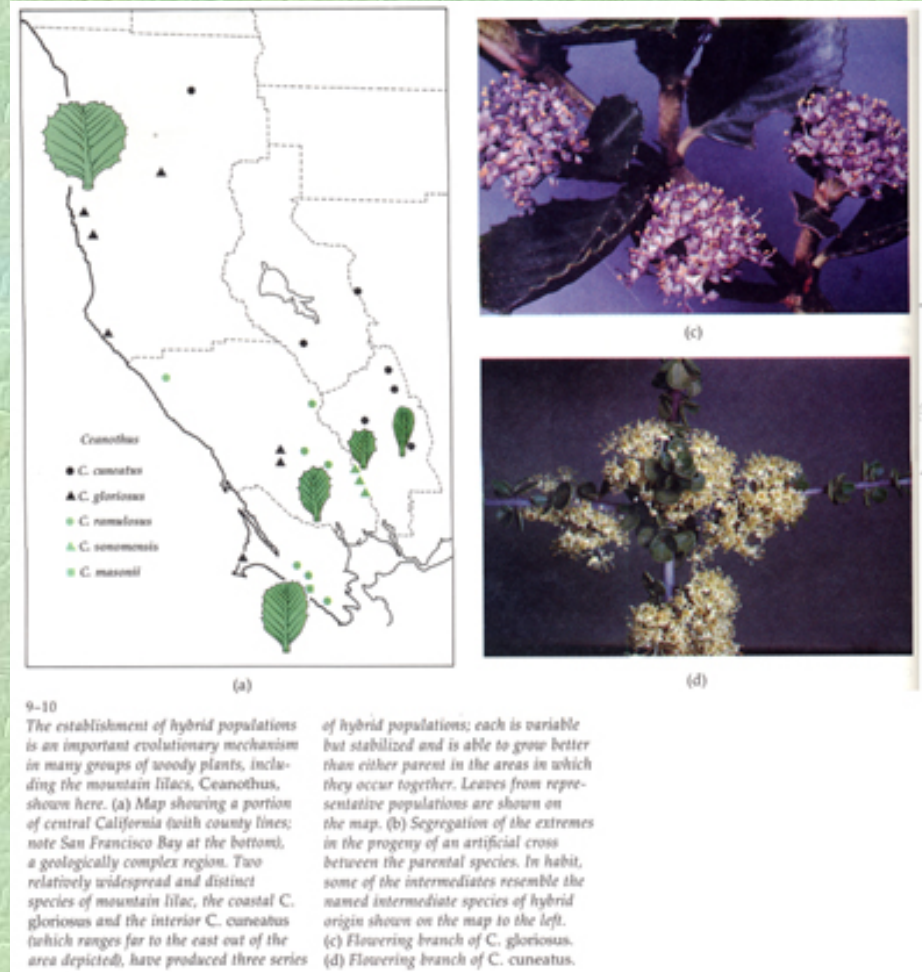 Ceanothus
C. cuneatus
C. gloriosus
C. ramulosus
C. sonomensis
C. masonii
(a)
(c)
(d)
9–10
The establishment of hybrid populations
is an important evolutionary mechanism
in many groups of woody plants, inclu-
ding the mountain lilacs, Ceanothus,
shown here. (a) Map showing a portion
of central California (with county lines;
note San Francisco Bay at the bottom),
a geologically complex region. Two
relatively widespread and distinct
species of mountain lilac, the coastal C.
gloriosus and the interior C. cuneatus
(which ranges far to the east out of the
area depicted), have produced three series
of hybrid populations; each is variable
but stabilized and is able to grow better
than either parent in the areas in which
they occur together. Leaves from repre-
sentative populations are shown on
the map. (b) Segregation of the extremes
in the progeny of an artificial cross
between the parental species. In habit,
some of the intermediates resemble the
named intermediate species of hybrid
origin shown on the map to the left.
(c) Flowering branch of C. gloriosus.
(d) Flowering branch of C. cuneatus.